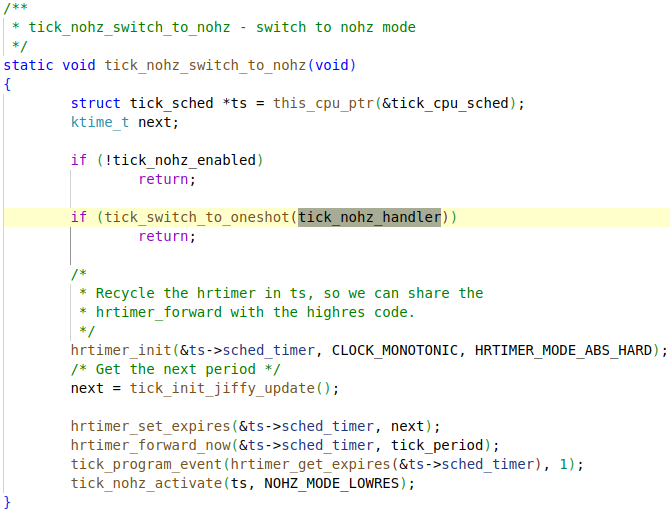 /**
 * tick_nohz_switch_to_nohz - switch to nohz mode
 */
static void tick_nohz_switch_to_nohz(void)
{
        struct tick_sched *ts = this_cpu_ptr(&tick_cpu_sched);
        ktime_t next;

        if (!tick_nohz_enabled)
                return;

        if (tick_switch_to_oneshot(tick_nohz_handler))
                return;

        /*
         * Recycle the hrtimer in ts, so we can share the
         * hrtimer_forward with the highres code.
         */
        hrtimer_init(&ts->sched_timer, CLOCK_MONOTONIC, HRTIMER_MODE_ABS_HARD);
        /* Get the next period */
        next = tick_init_jiffy_update();

        hrtimer_set_expires(&ts->sched_timer, next);
        hrtimer_forward_now(&ts->sched_timer, tick_period);
        tick_program_event(hrtimer_get_expires(&ts->sched_timer), 1);
        tick_nohz_activate(ts, NOHZ_MODE_LOWRES);
}